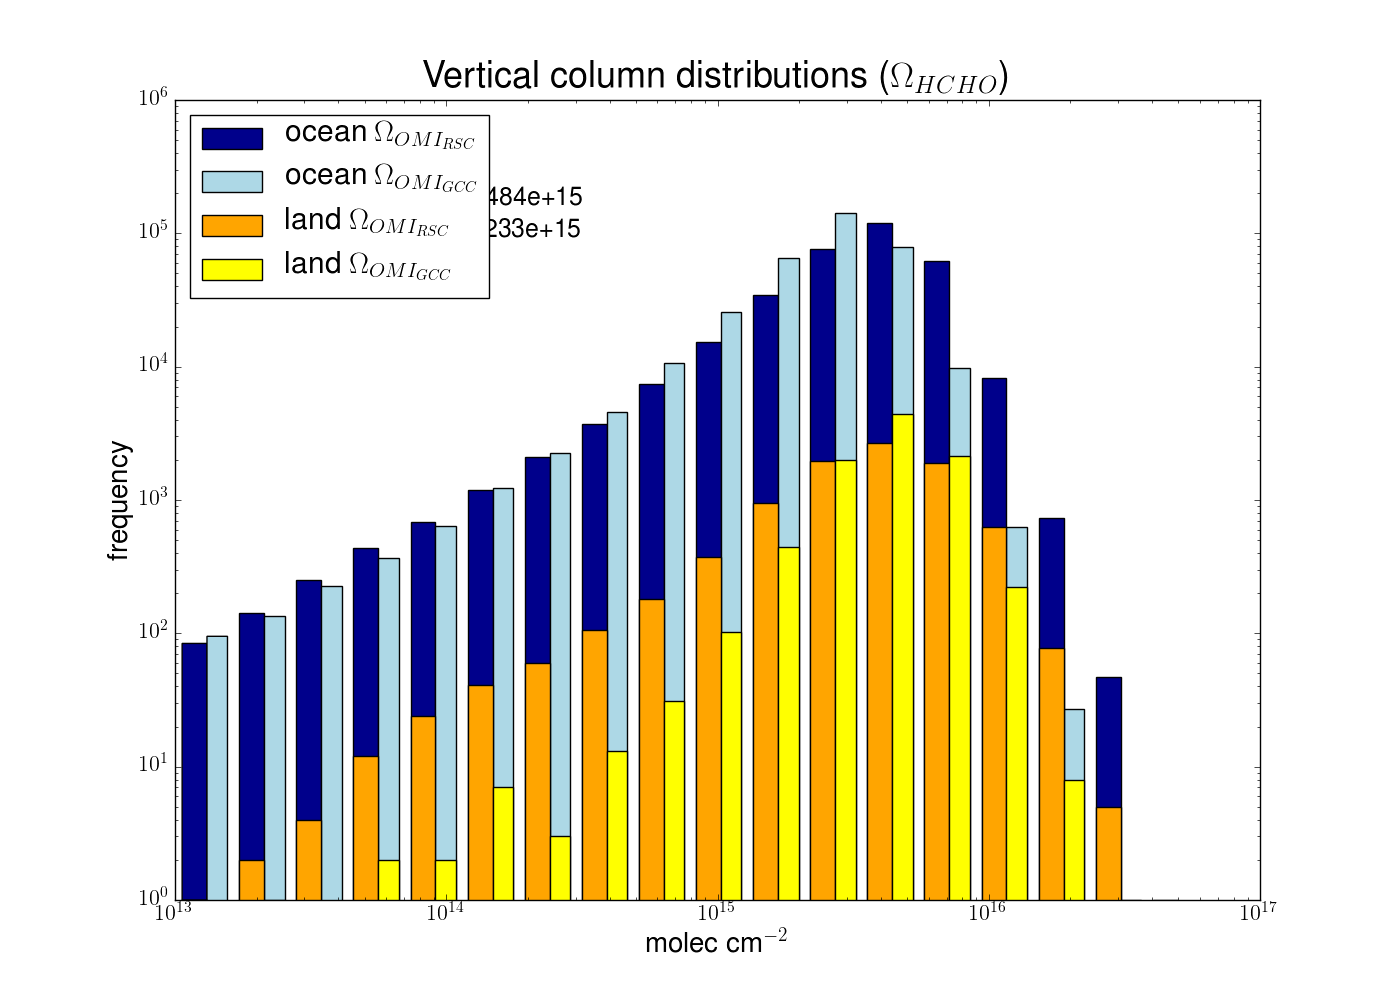 Vertical column distributions (Ω_HCHO)
10^6
10^5
10^4
10^3
10^2
10^1
10^0
frequency
ocean Ω_OMI_RSC
ocean Ω_OMI_GCC
land Ω_OMI_RSC
land Ω_OMI_GCC
484e+15
233e+15
10^13 10^14 10^15 10^16 10^17
molec cm^−2